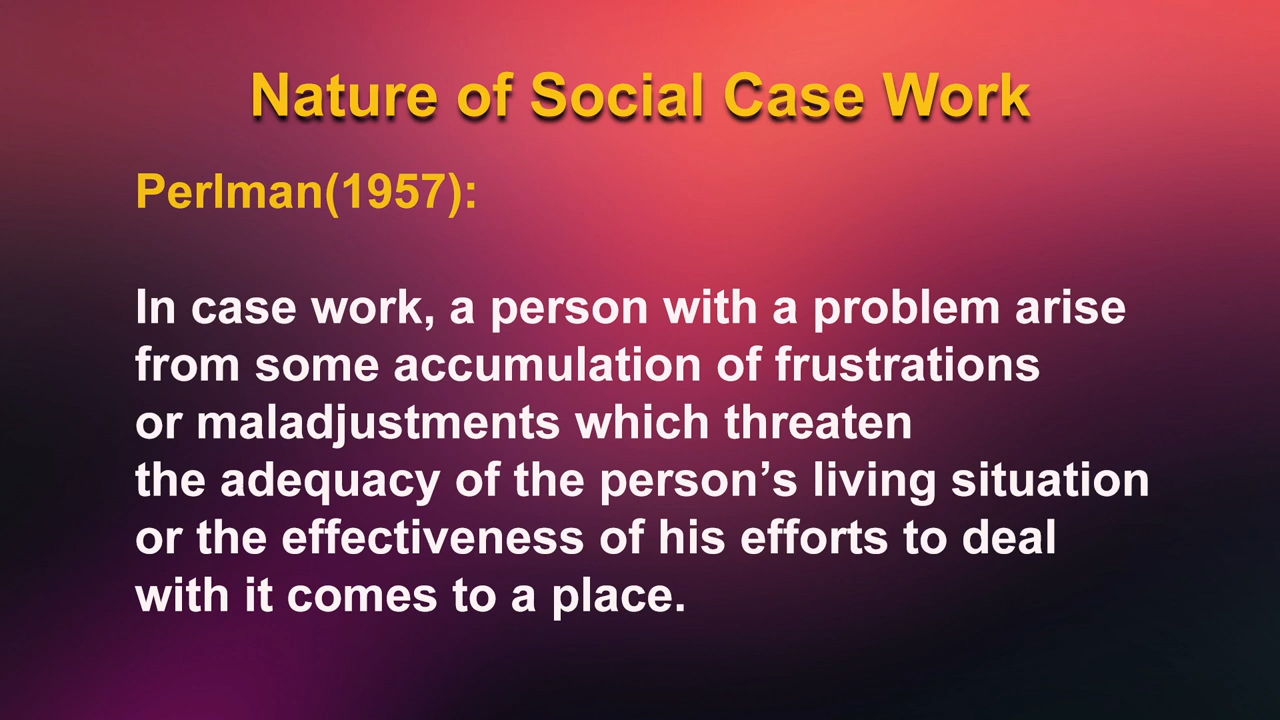 Nature of Social Case Work
Perlman(1957):
In case work, a person with a problem arise
from some accumulation of frustrations
or maladjustments which threaten
the adequacy of the person’s living situation
or the effectiveness of his efforts to deal
with it comes to a place.